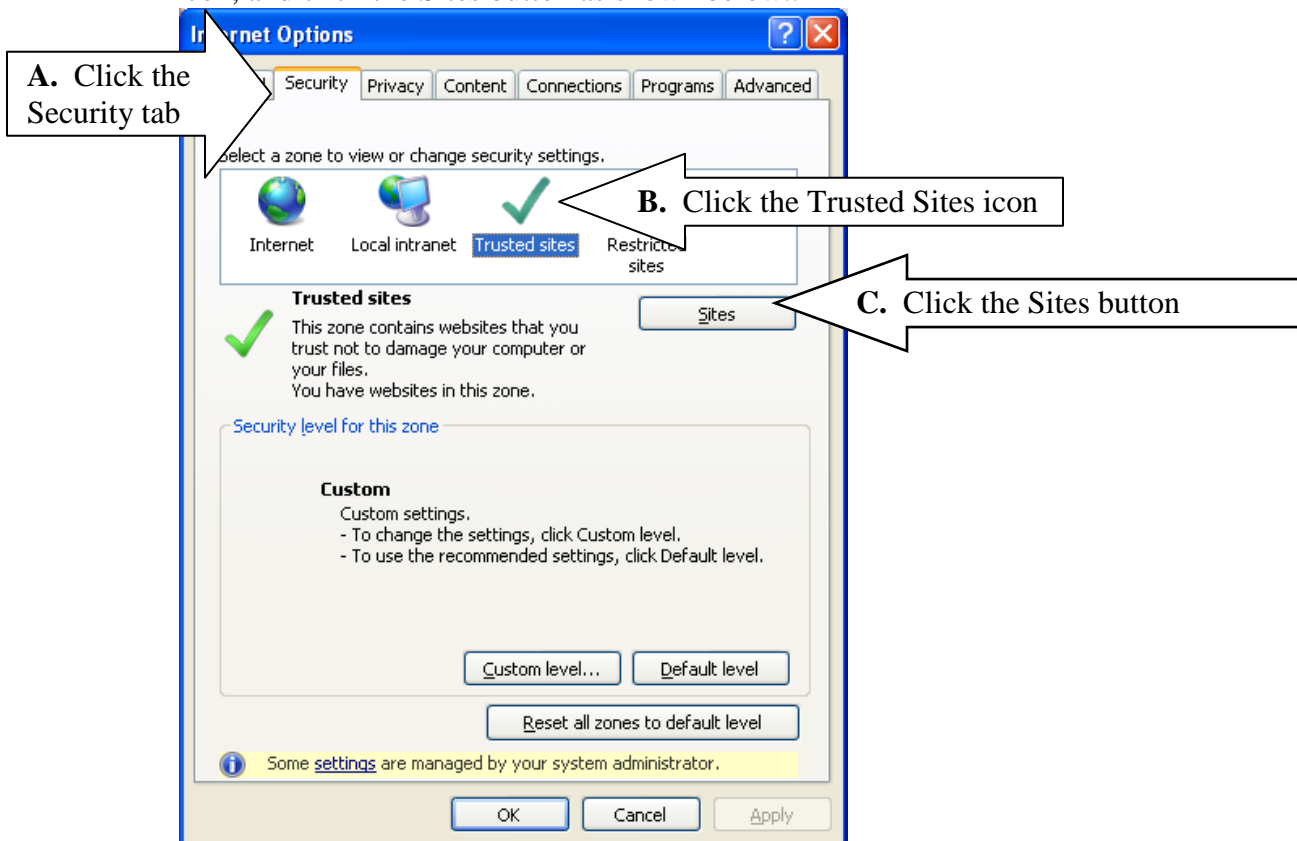 Internet Options
A. Click the
Security tab
Security Privacy Content Connections Programs Advanced
Select a zone to view or change security settings.
B. Click the Trusted Sites icon
Internet Local intranet Trusted sites Restricted
sites
Trusted sites
Sites
C. Click the Sites button
This zone contains websites that you
trust not to damage your computer or
your files.
You have websites in this zone.
Security level for this zone
Custom
Custom settings.
- To change the settings, click Custom level.
- To use the recommended settings, click Default level.
Custom level... Default level
Reset all zones to default level
Some settings are managed by your system administrator.
OK Cancel Apply